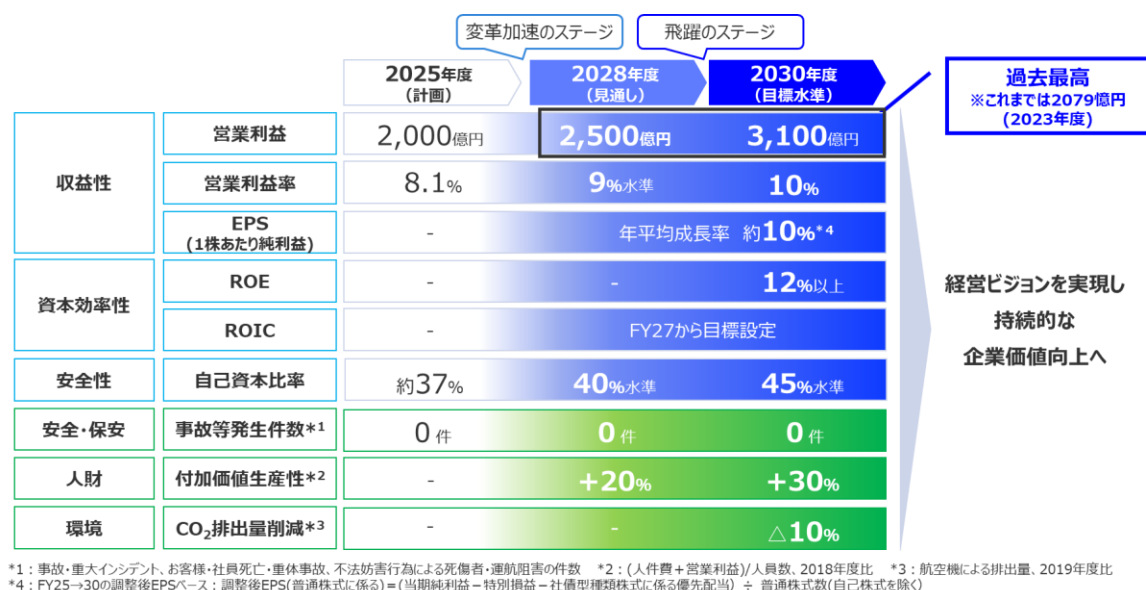 変革加速のステージ
飛躍のステージ
2025年度
(計画)
2028年度
(見通し)
2030年度
(目標水準)
過去最高
※これまでは2079億円
(2023年度)
収益性
営業利益
2,000億円
2,500億円
3,100億円
営業利益率
8.1%
9%水準
10%
EPS
(1株あたり純利益)
-
年平均成長率 約10%*4
資本効率性
ROE
-
-
12%以上
ROIC
-
FY27から目標設定
安全性
自己資本比率
約37%
40%水準
45%水準
安全・保安
事故等発生件数*1
0 件
0 件
0 件
人財
付加価値生産性*2
-
+20%
+30%
環境
CO2排出量削減*3
-
-
△10%
経営ビジョンを実現し
持続的な
企業価値向上へ
*1：事故・重大インシデント、お客様・社員死亡・重体事故、不法妨害行為による死傷者・運航阻害の件数 *2：(人件費+営業利益)/人員数、2018年度比 *3：航空機による排出量、2019年度比
*4：FY25→30の調整後EPSベース：調整後EPS(普通株式に係る)=(当期純利益－特別損益－社債型種類株式に係る優先配当) ÷ 普通株式数(自己株式を除く)